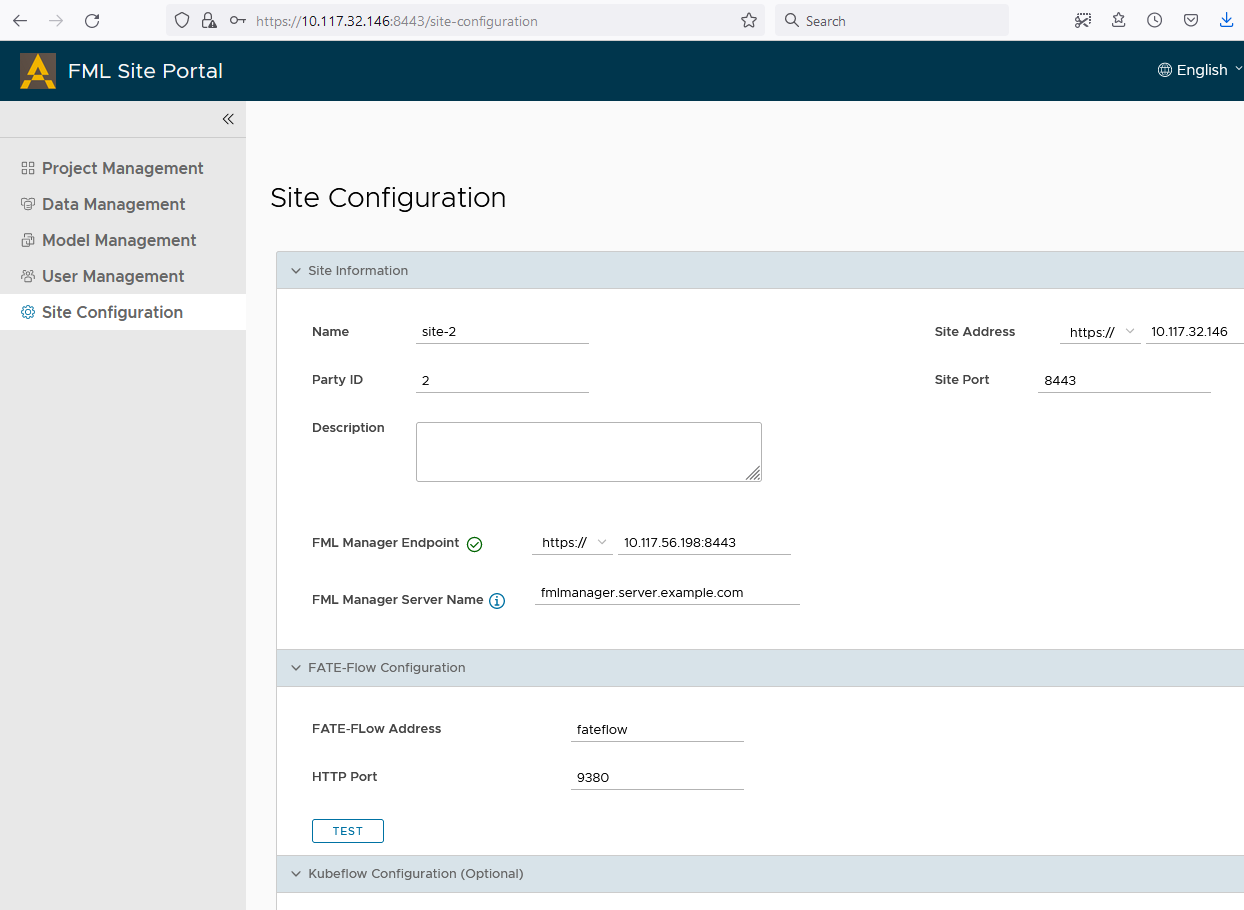 https://10.117.32.146:8443/site-configuration
Search
FML Site Portal
English
Project Management
Data Management
Model Management
User Management
Site Configuration
Site Configuration
Site Information
Name site-2 Site Address https:// 10.117.32.146
Party ID 2 Site Port 8443
Description
FML Manager Endpoint https:// 10.117.56.198:8443
FML Manager Server Name fmlmanager.server.example.com
FATE-Flow Configuration
FATE-FLow Address fateflow
HTTP Port 9380
TEST
Kubeflow Configuration (Optional)